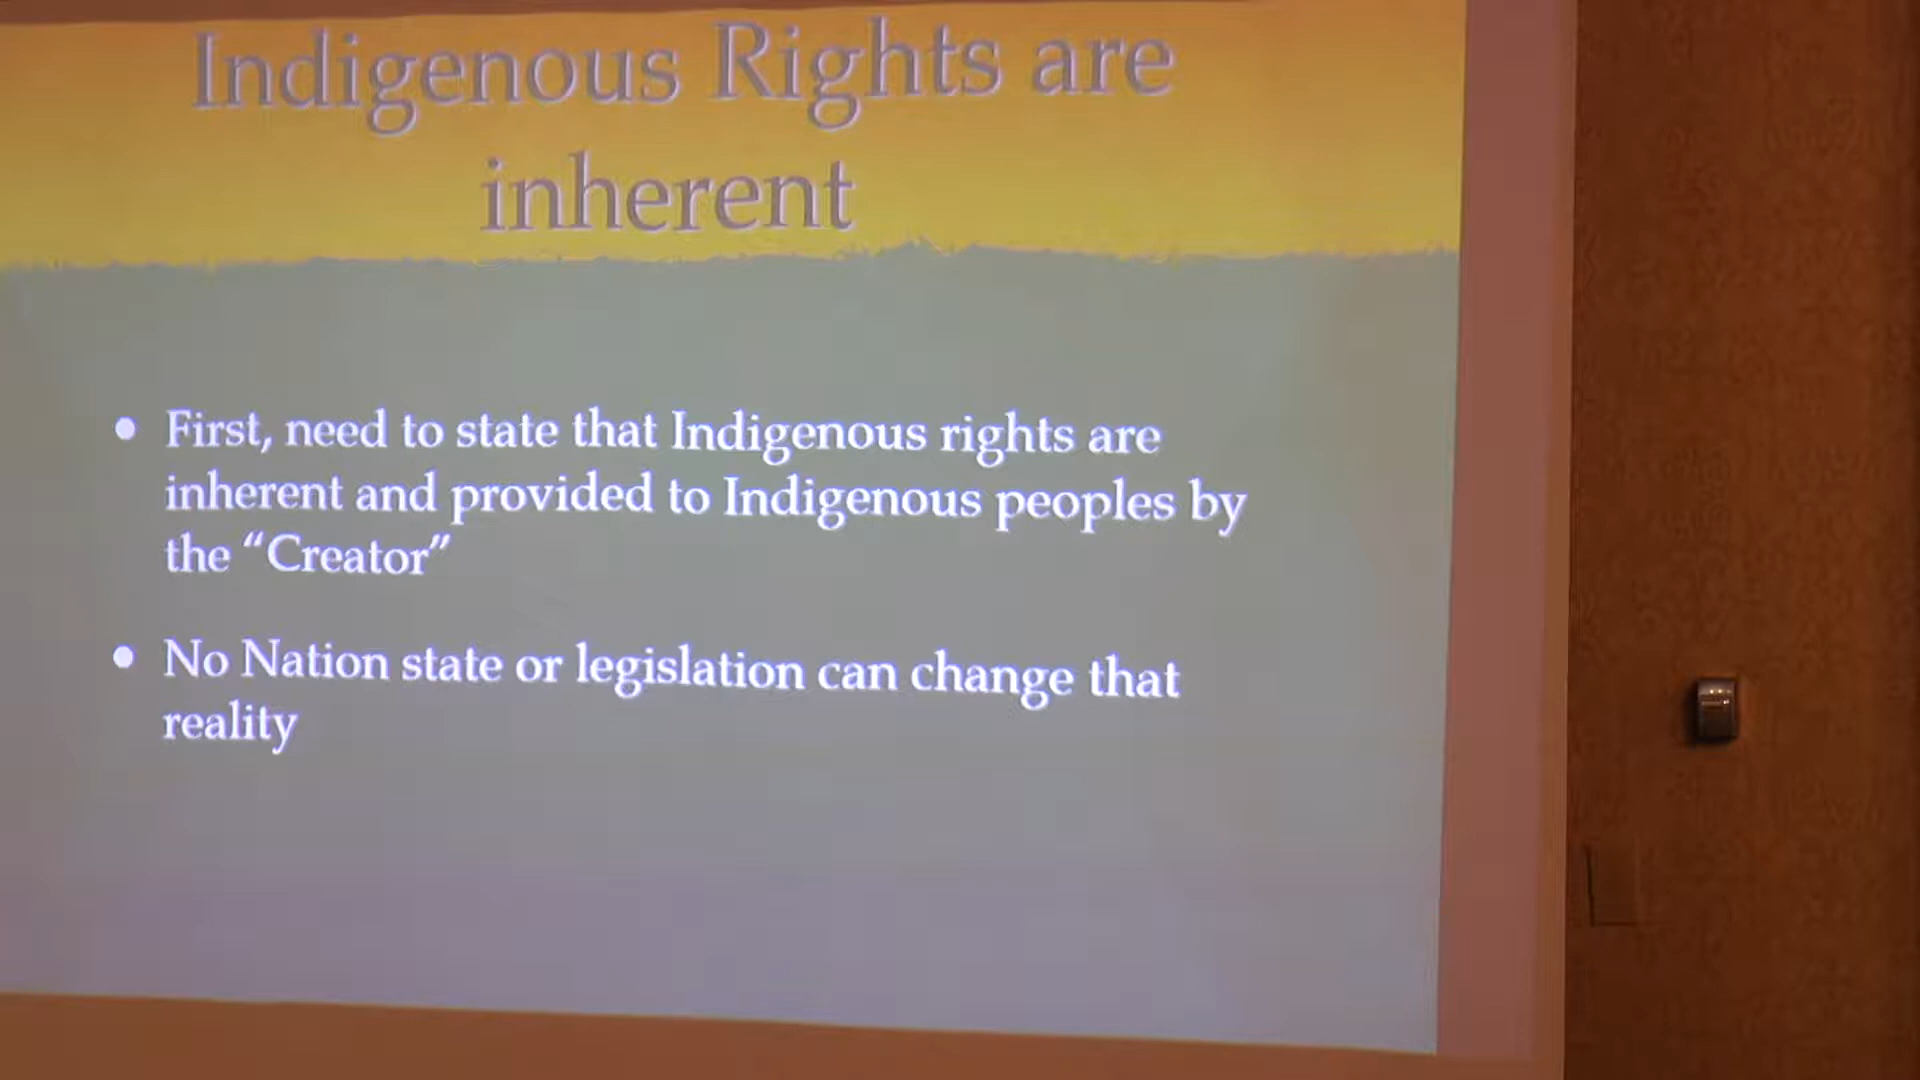 Indigenous Rights are
inherent
• First, need to state that Indigenous rights are
inherent and provided to Indigenous peoples by
the “Creator”
• No Nation state or legislation can change that
reality